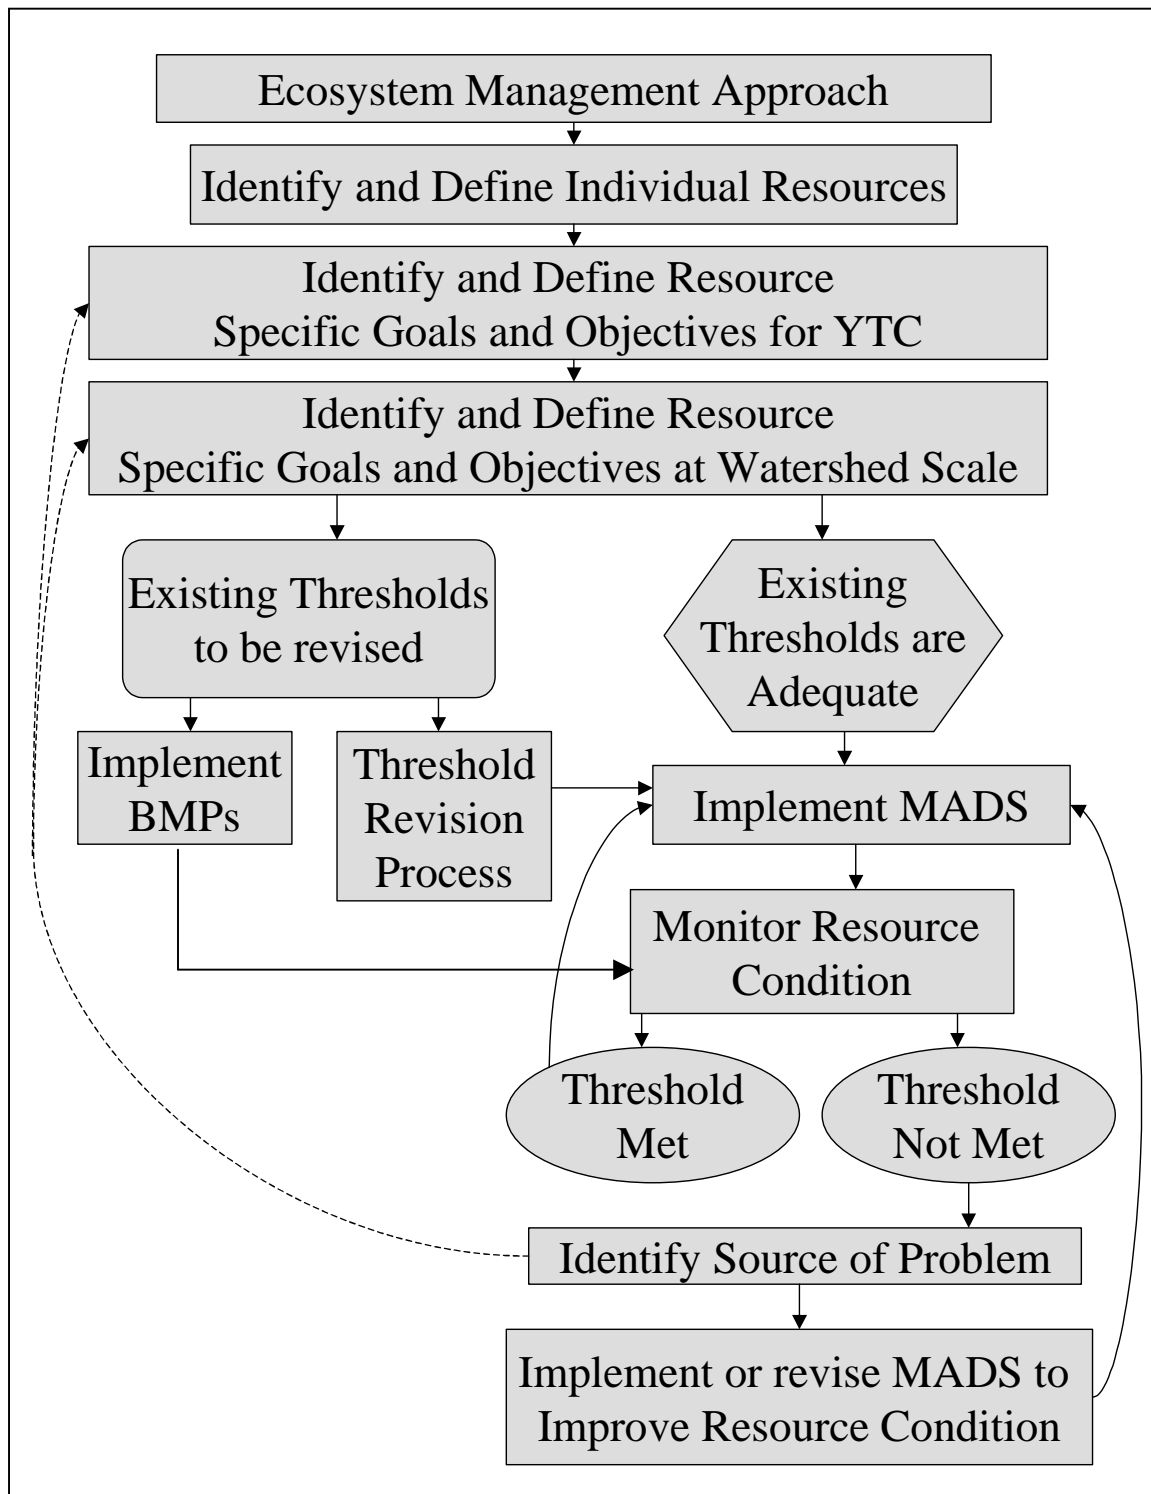 Ecosystem Management Approach
Identify and Define Individual Resources
Identify and Define Resource
Specific Goals and Objectives for YTC
Identify and Define Resource
Specific Goals and Objectives at Watershed Scale
Existing Thresholds
to be revised
Existing
Thresholds are
Adequate
Implement
BMPs
Threshold
Revision
Process
Implement MADS
Monitor Resource
Condition
Threshold
Met
Threshold
Not Met
Identify Source of Problem
Implement or revise MADS to
Improve Resource Condition